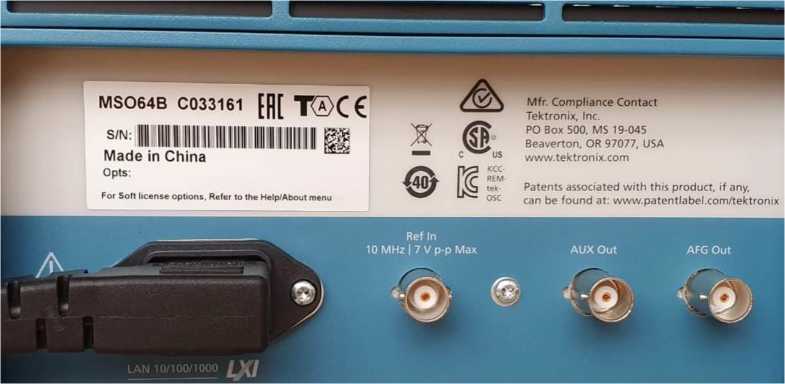 MSO64B C033161 EAC T A CE
S/N:
Made in China
Opts:
For Soft license options, Refer to the Help/About menu
SA
C US
40
KCC-
REM-
tek-
OSC
Mfr. Compliance Contact
Tektronix, Inc.
PO Box 500, MS 19-045
Beaverton, OR 97077, USA
www.tektronix.com
Patents associated with this product, if any,
can be found at: www.patentlabel.com/tektronix
Ref In
10 MHz | 7 V p-p Max
AUX Out
AFG Out
LAN 10/100/1000 LXI